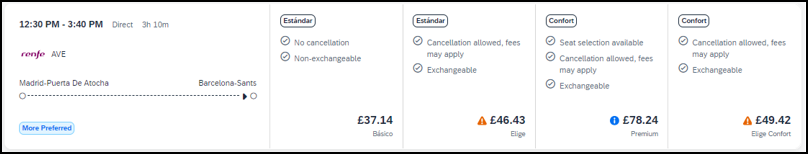 12:30 PM - 3:40 PM Direct 3h 10m
renfe AVE
Madrid-Puerta De Atocha Barcelona-Sants
More Preferred
Estándar
No cancellation
Non-exchangeable
£37.14
Básico
Estándar
Cancellation allowed, fees
may apply
Exchangeable
£46.43
Elige
Confort
Seat selection available
Cancellation allowed, fees
may apply
Exchangeable
£78.24
Premium
Confort
Cancellation allowed, fees
may apply
Exchangeable
£49.42
Elige Confort